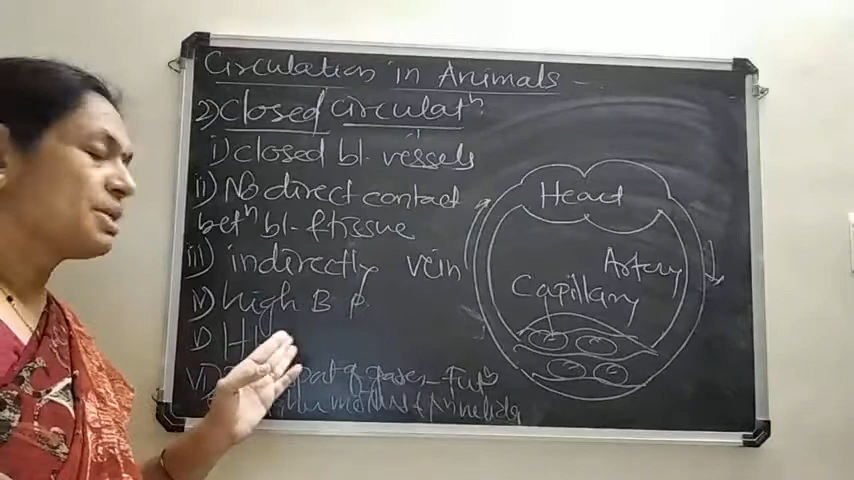 Circulation in Animals
2) Closed circulatⁿ:
i) closed bl. vessels
ii) No direct contact
betⁿ bl. & tissue
iii) indirectly
iv) high B P.
v) H
vi)
Heart
vein
Artery
Capillary